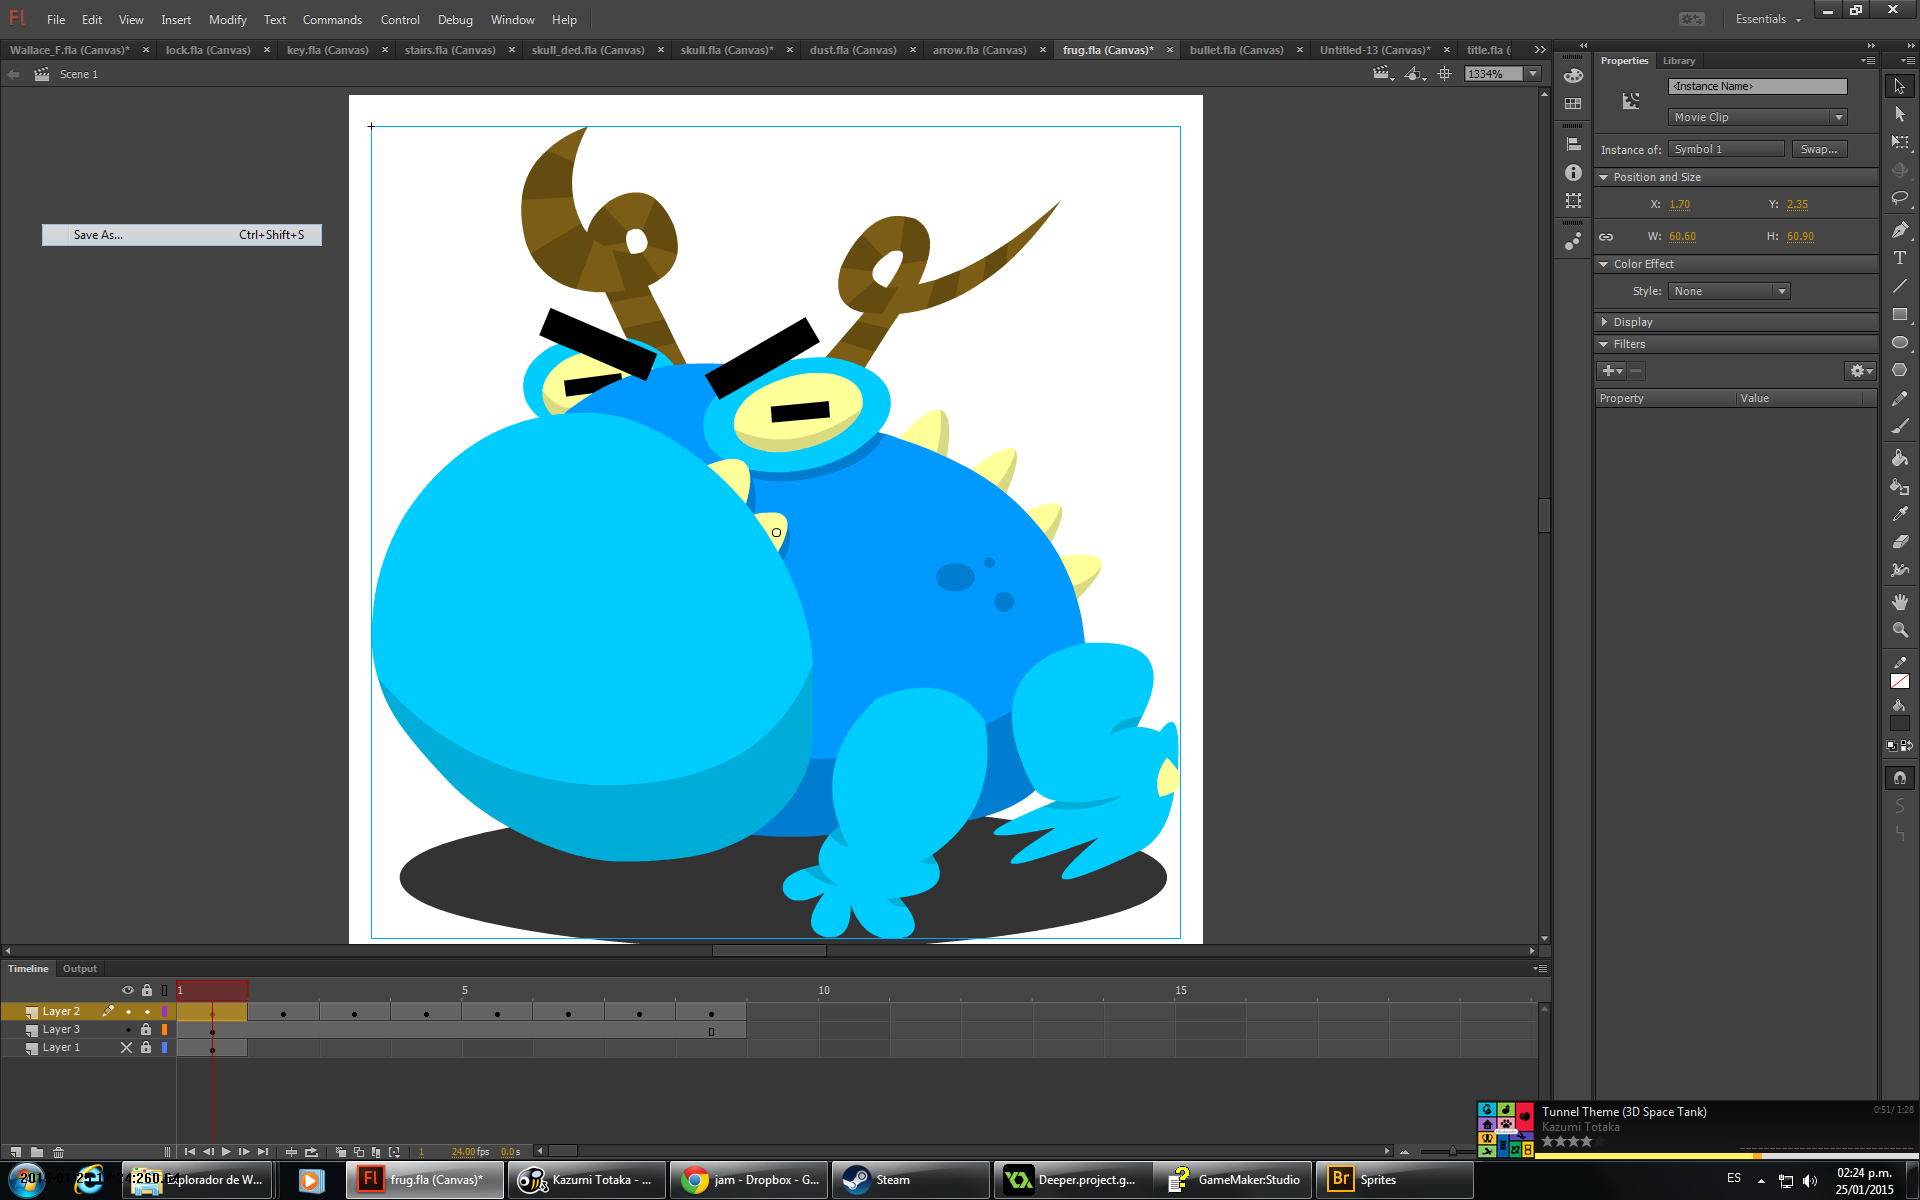 Fl File Edit View Insert Modify Text Commands Control Debug Window Help Essentials
Wallace_F.fla (Canvas)* lock.fla (Canvas) key.fla (Canvas) stairs.fla (Canvas) skull_ded.fla (Canvas) skull.fla (Canvas)* dust.fla (Canvas) arrow.fla (Canvas) frug.fla (Canvas)* bullet.fla (Canvas) Untitled-13 (Canvas)* title.fla (
Scene 1 1334%
Save As... Ctrl+Shift+S
Properties Library
<Instance Name>
Movie Clip
Instance of: Symbol 1 Swap...
Position and Size
X: 1.70 Y: 2.35
W: 60.60 H: 60.90
Color Effect
Style: None
Display
Filters
Property Value
Timeline Output
1 5 10 15
Layer 2
Layer 3
Layer 1
1 24.00 fps 0.0 s
Tunnel Theme (3D Space Tank) 0:51/ 1:28
Kazumi Totaka
Explorador de W...
Fl frug.fla (Canvas)*
Kazumi Totaka - ...
jam - Dropbox - G...
Steam
Deeper.project.g...
GameMaker:Studio
Br Sprites
ES
02:24 p.m.
25/01/2015